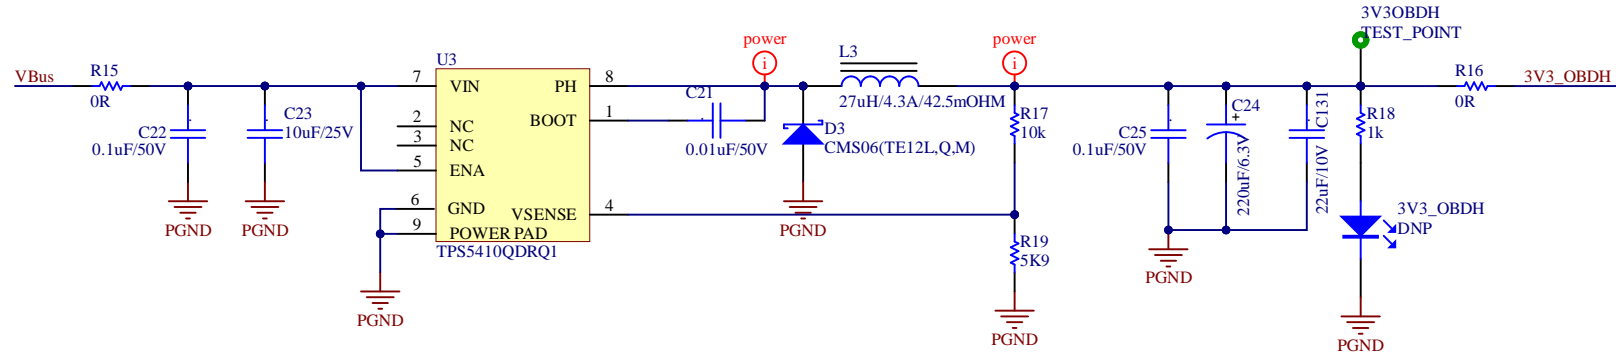 3V3OBDH
TEST_POINT
power
power
U3
L3
VBus
R15
0R
7
VIN
PH
8
27uH/4.3A/42.5mOHM
R16
0R
3V3_OBDH
C22
0.1uF/50V
C23
10uF/25V
2
NC
3
NC
BOOT
1
C21
0.01uF/50V
D3
CMS06(TE12L,Q,M)
R17
10k
C25
0.1uF/50V
C24
+
220uF/6.3V
C131
22uF/10V
R18
1k
5
ENA
6
GND
VSENSE
4
9
POWER PAD
TPS5410QDRQ1
R19
5K9
3V3_OBDH
DNP
PGND
PGND
PGND
PGND
PGND
PGND
PGND